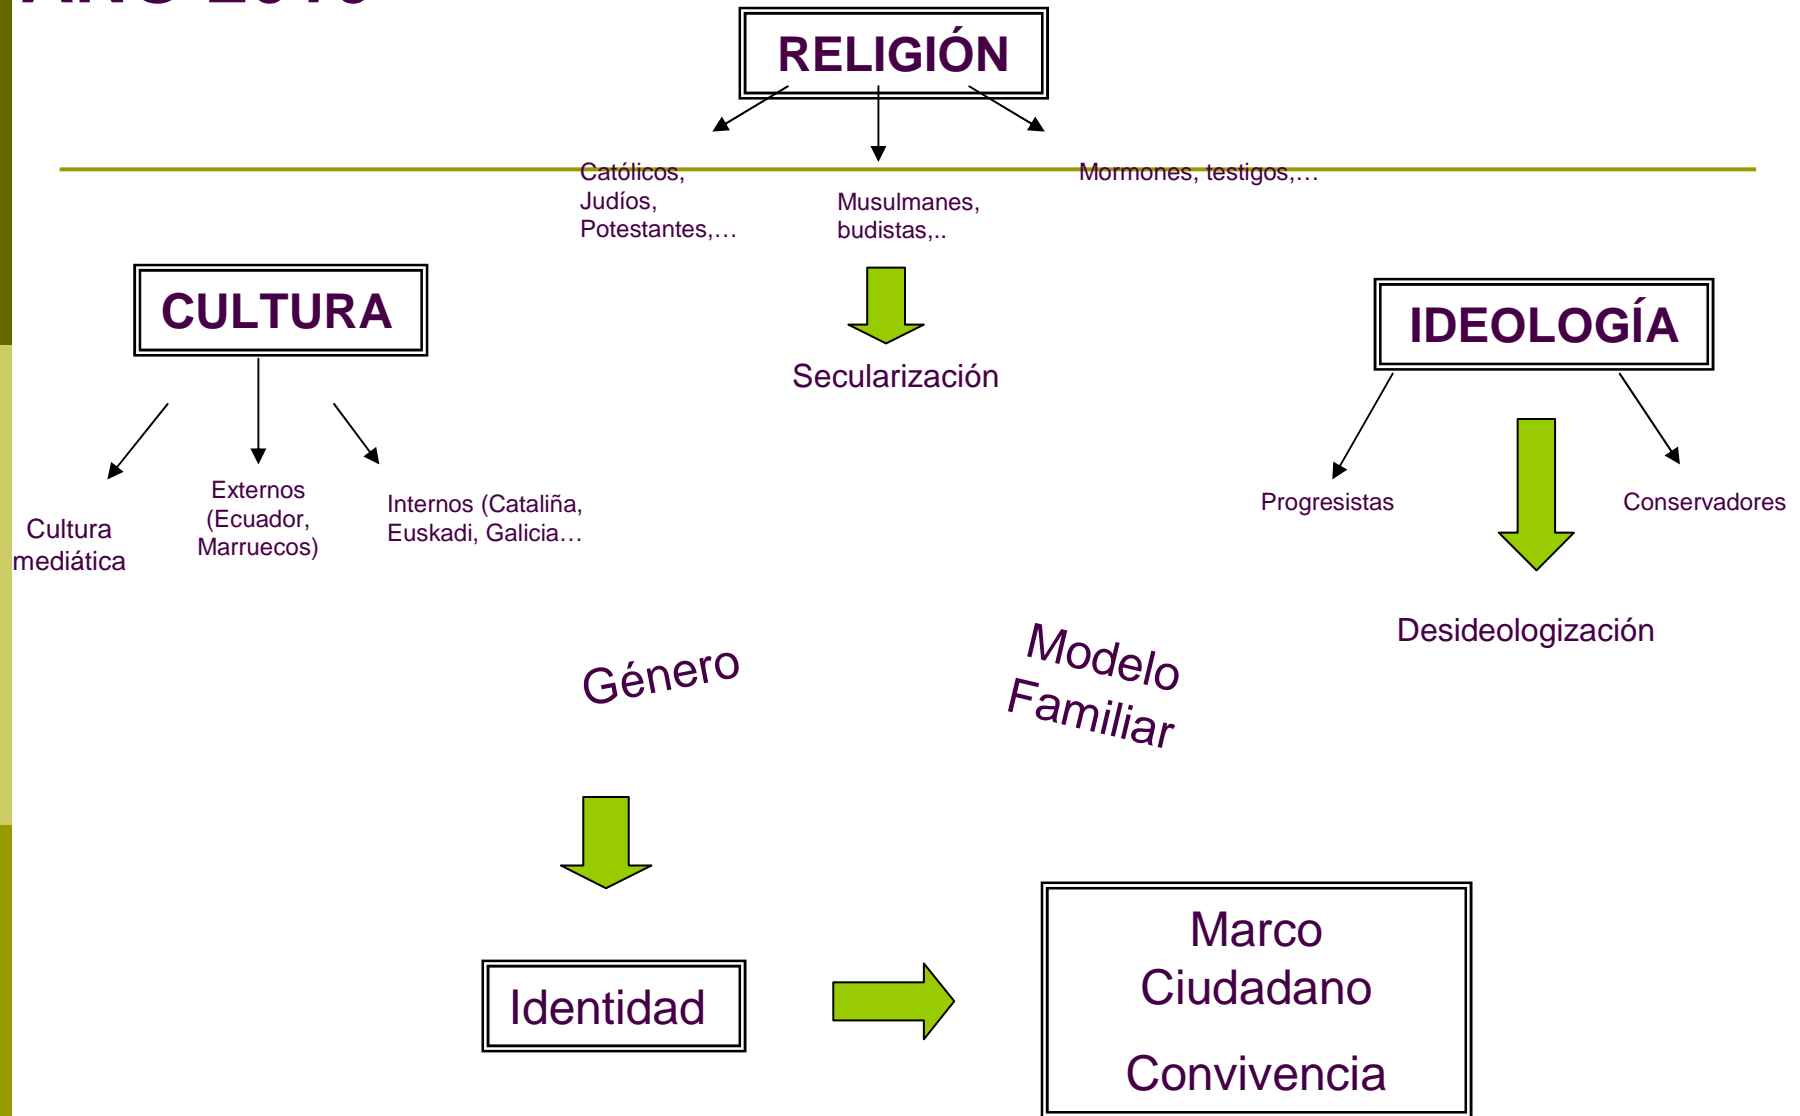 RELIGIÓN
Católicos,
Judíos,
Potestantes,…
Musulmanes,
budistas,..
Mormones, testigos,…
CULTURA
IDEOLOGÍA
Secularización
Cultura
mediática
Externos
(Ecuador,
Marruecos)
Internos (Cataliña,
Euskadi, Galicia…
Progresistas
Conservadores
Desideologización
Género
Modelo
Familiar
Identidad
Marco
Ciudadano
Convivencia